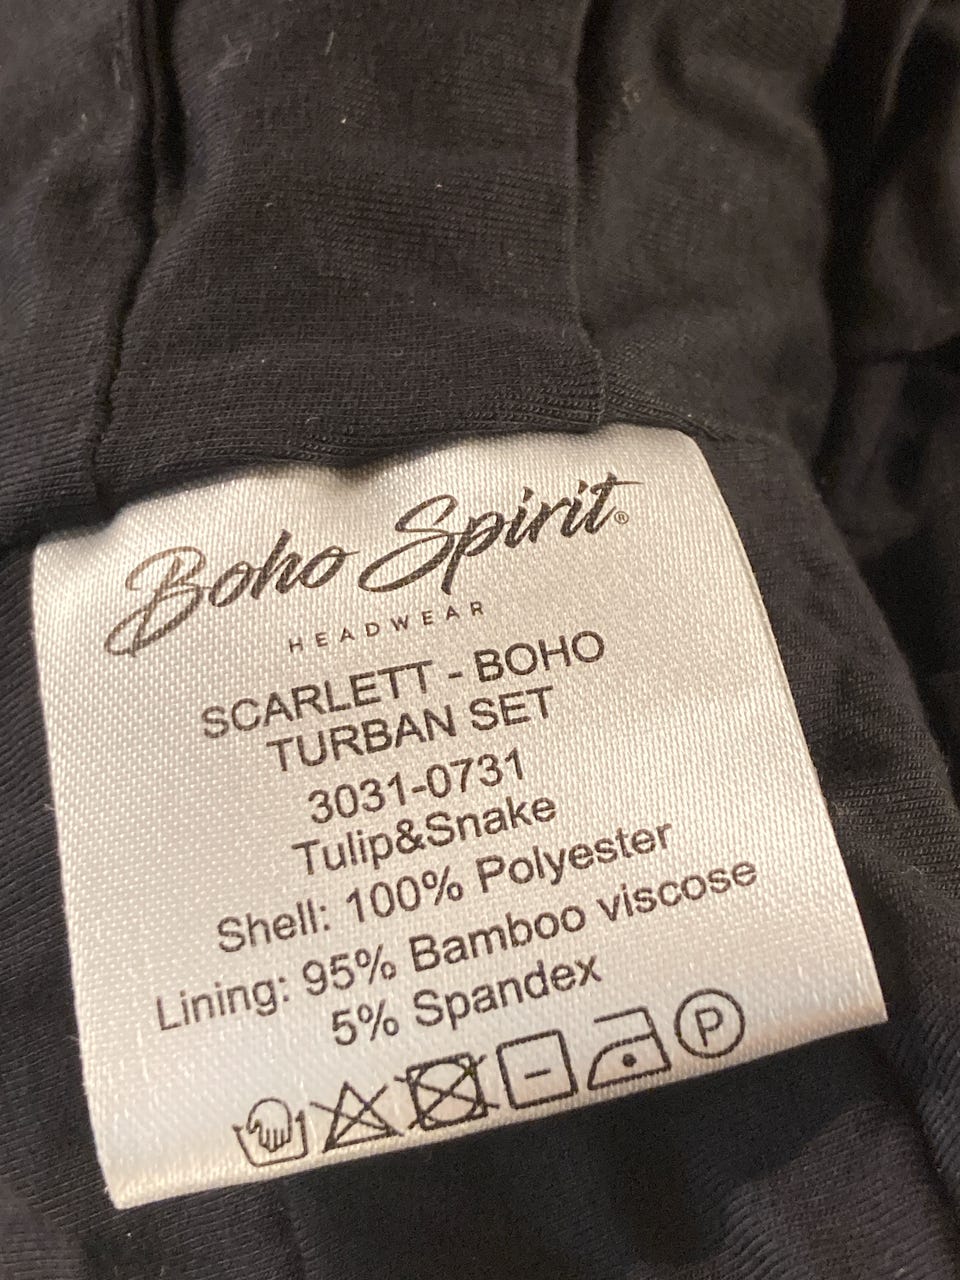 Boho Spirit®
HEADWEAR
SCARLETT - BOHO
TURBAN SET
3031-0731
Tulip&Snake
Shell: 100% Polyester
Lining: 95% Bamboo viscose
5% Spandex
P